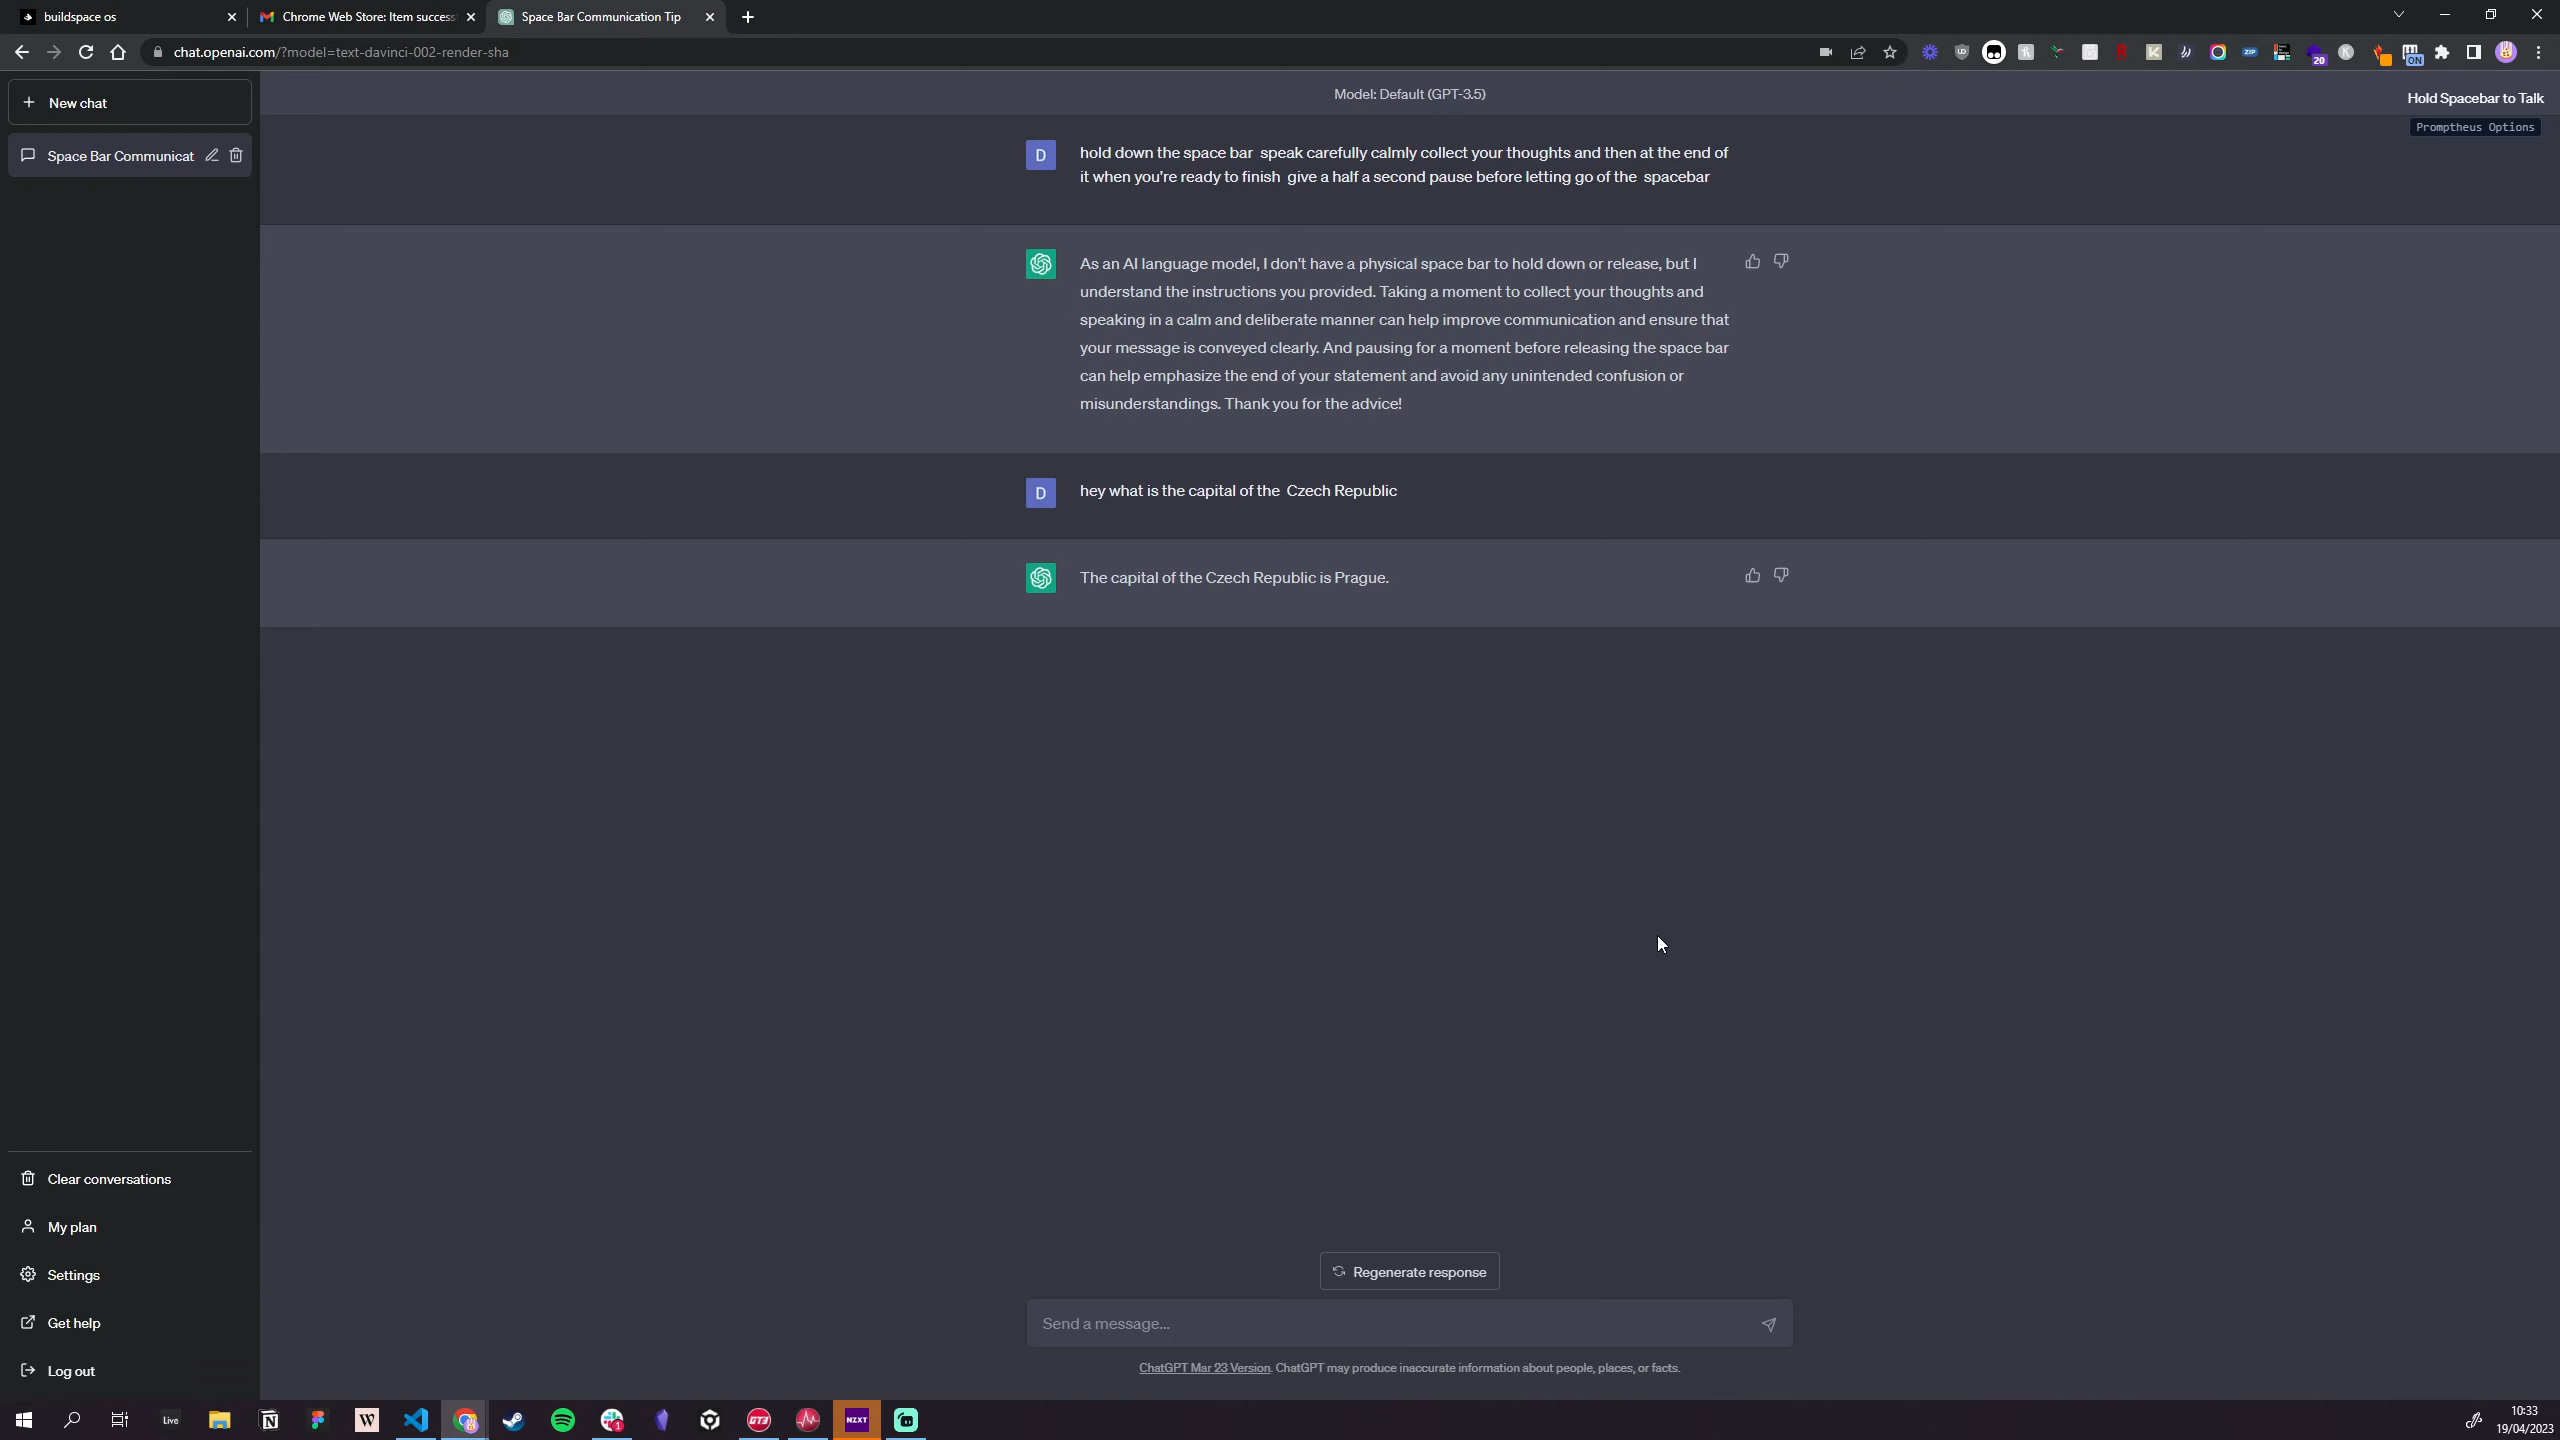 buildspace os
Chrome Web Store: Item success
Space Bar Communication Tip
chat.openai.com/?model=text-davinci-002-render-sha
ZIP
20
K
ON
New chat
Model: Default (GPT-3.5)
Hold Spacebar to Talk
Promptheus Options
Space Bar Communicat
D
hold down the space bar  speak carefully calmly collect your thoughts and then at the end of
it when you're ready to finish  give a half a second pause before letting go of the  spacebar
As an AI language model, I don't have a physical space bar to hold down or release, but I
understand the instructions you provided. Taking a moment to collect your thoughts and
speaking in a calm and deliberate manner can help improve communication and ensure that
your message is conveyed clearly. And pausing for a moment before releasing the space bar
can help emphasize the end of your statement and avoid any unintended confusion or
misunderstandings. Thank you for the advice!
D
hey what is the capital of the  Czech Republic
The capital of the Czech Republic is Prague.
Clear conversations
My plan
Settings
Get help
Log out
Regenerate response
Send a message...
ChatGPT Mar 23 Version. ChatGPT may produce inaccurate information about people, places, or facts.
Live
W
1
GT3
NZXT
10:33
19/04/2023